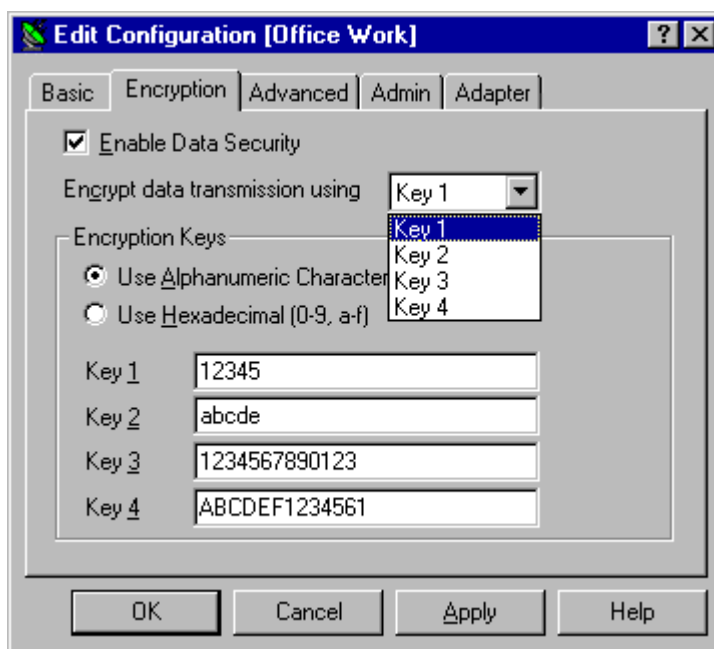 Edit Configuration [Office Work]
Basic Encryption Advanced Admin Adapter
Enable Data Security
Encrypt data transmission using Key 1
Key 1
Key 2
Key 3
Key 4
Encryption Keys
Use Alphanumeric Character
Use Hexadecimal (0-9, a-f)
Key 1 12345
Key 2 abcde
Key 3 1234567890123
Key 4 ABCDEF1234561
OK Cancel Apply Help